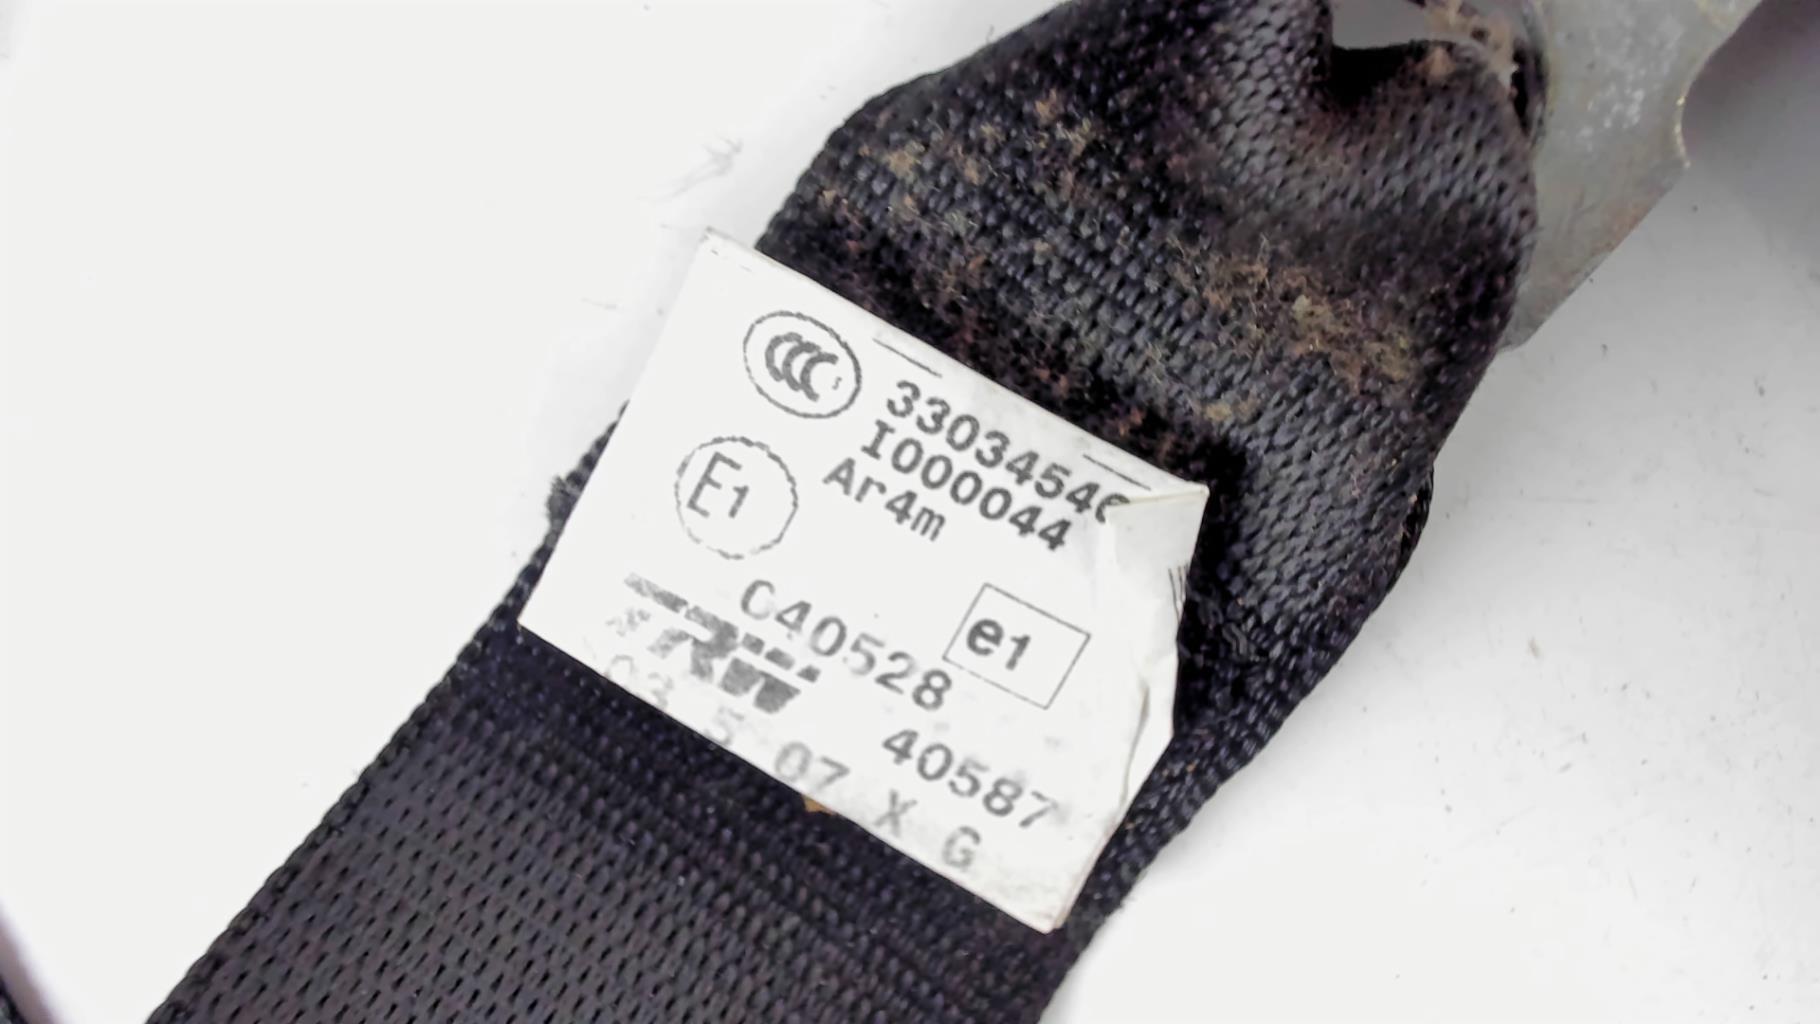 CCC
33034546
I000044
E1 Ar4m
C40528 e1
TRW 40587
03 5 07 X G